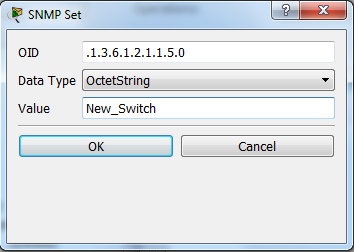 SNMP Set
?
OID .1.3.6.1.2.1.1.5.0
Data Type OctetString
Value New_Switch
OK Cancel